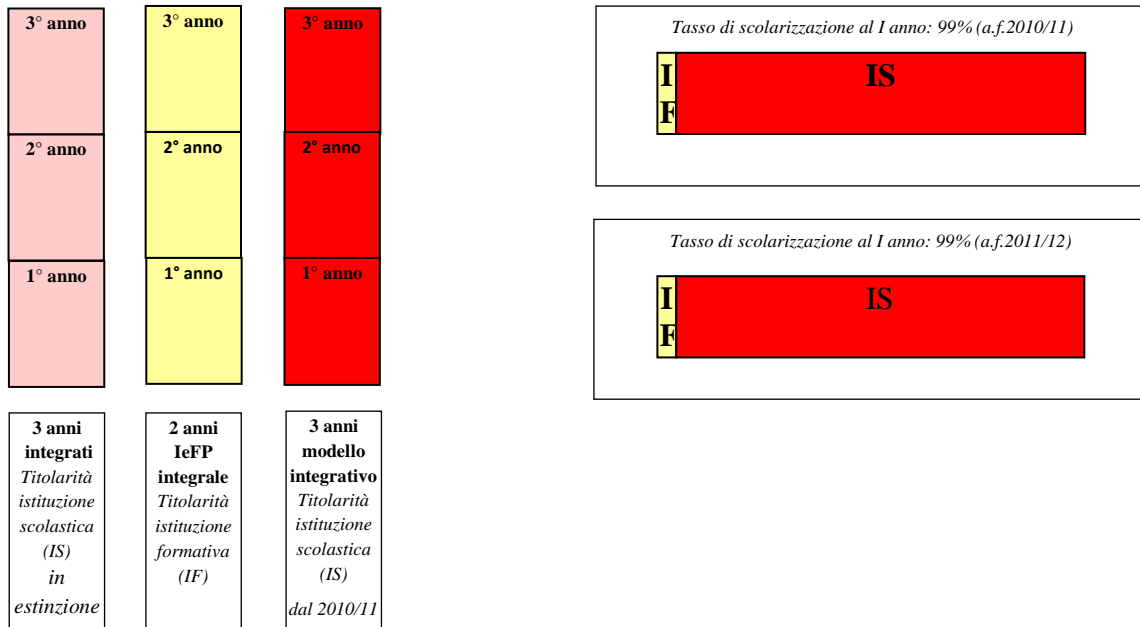 3° anno
2° anno
1° anno
3° anno
2° anno
1° anno
3° anno
2° anno
1° anno
3 anni
integrati
Titolarità
istituzione
scolastica
(IS)
in
estinzione
2 anni
IeFP
integrale
Titolarità
istituzione
formativa
(IF)
3 anni
modello
integrativo
Titolarità
istituzione
scolastica
(IS)
dal 2010/11
Tasso di scolarizzazione al I anno: 99% (a.f.2010/11)
I
F
IS
Tasso di scolarizzazione al I anno: 99% (a.f.2011/12)
I
F
IS